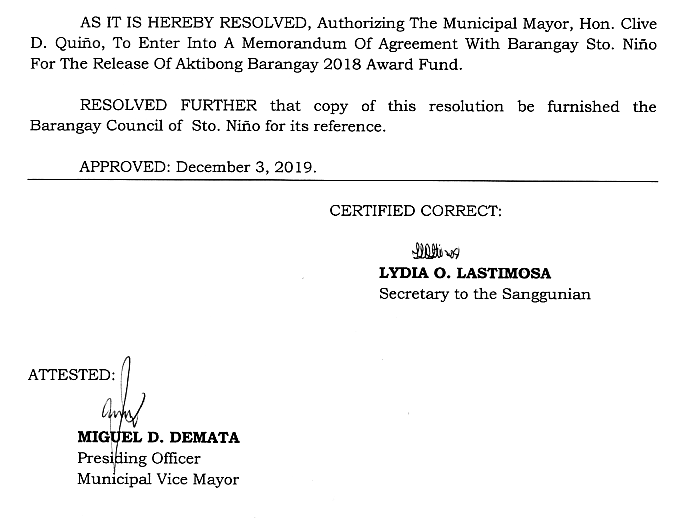 AS IT IS HEREBY RESOLVED, Authorizing The Municipal Mayor, Hon. Clive
D. Quiño, To Enter Into A Memorandum Of Agreement With Barangay Sto. Niño
For The Release Of Aktibong Barangay 2018 Award Fund.
RESOLVED FURTHER that copy of this resolution be furnished the
Barangay Council of Sto. Niño for its reference.
APPROVED: December 3, 2019.
CERTIFIED CORRECT:
LYDIA O. LASTIMOSA
Secretary to the Sanggunian
ATTESTED:
MIGUEL D. DEMATA
Presiding Officer
Municipal Vice Mayor